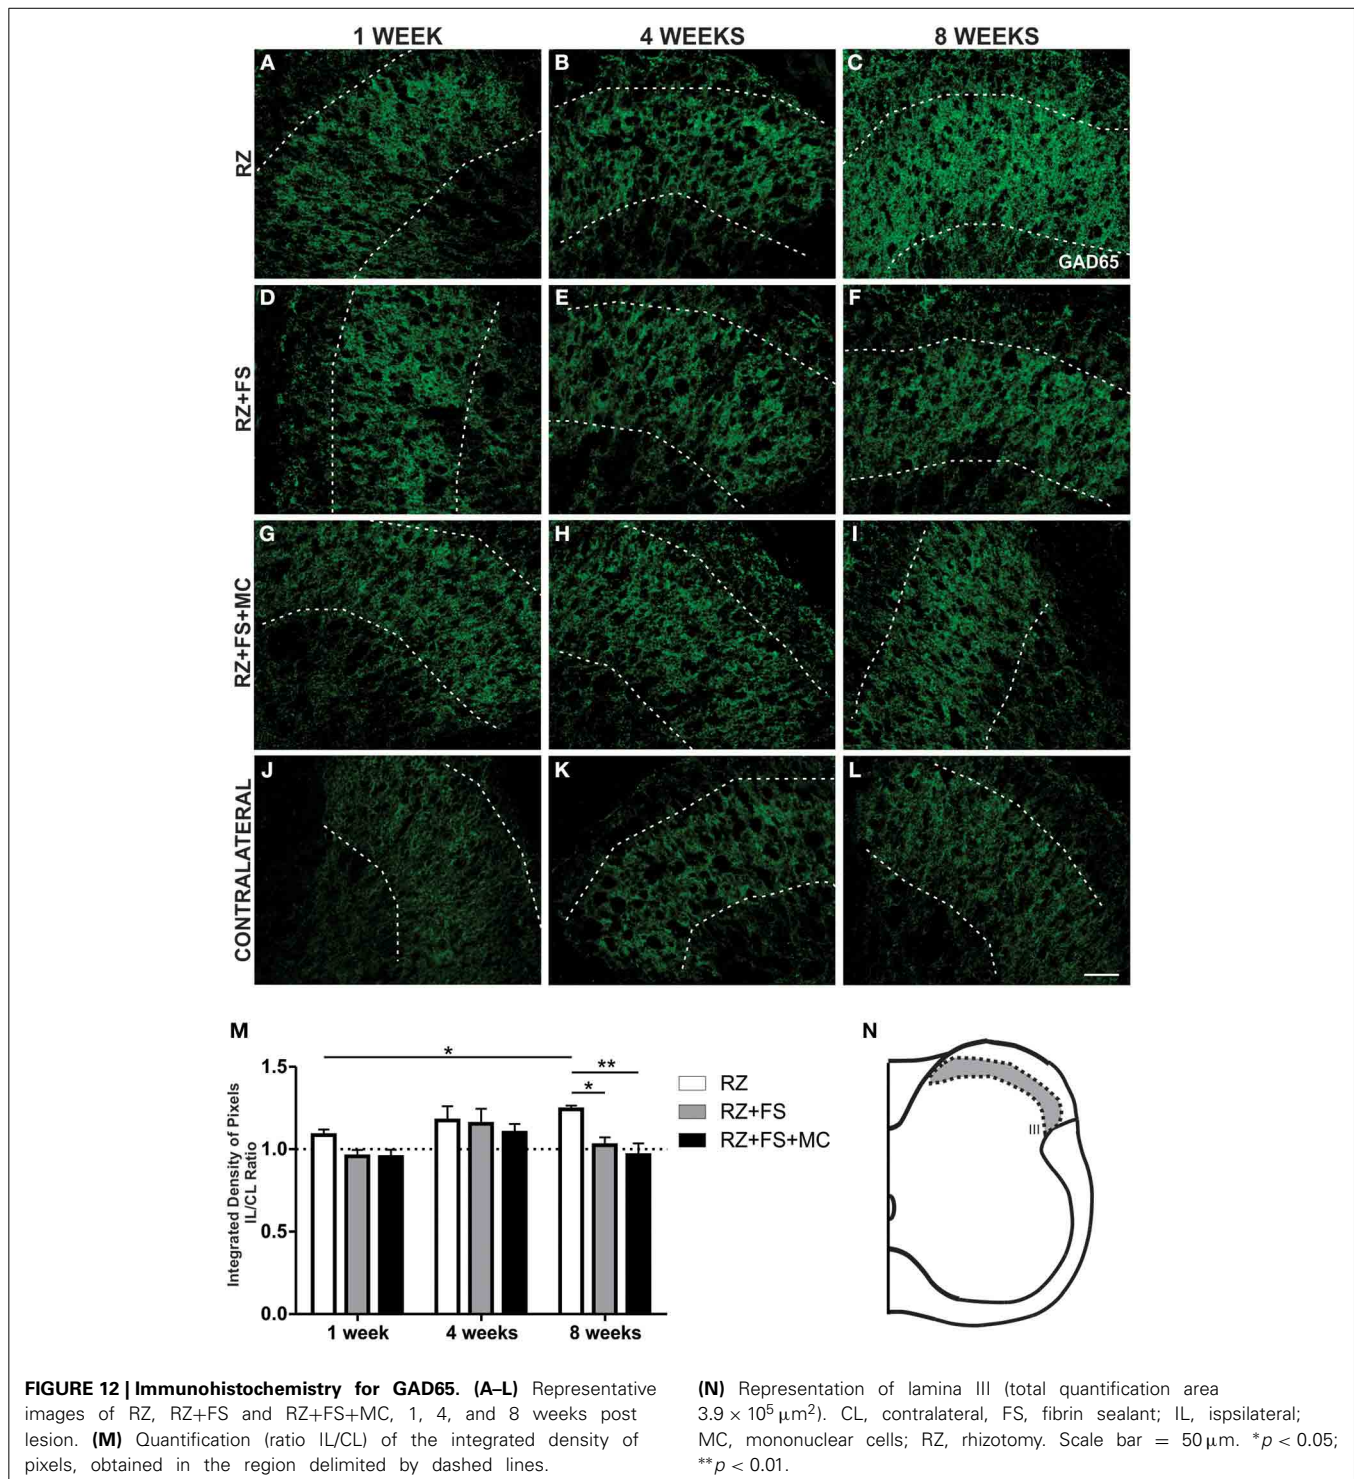 1 WEEK 4 WEEKS 8 WEEKS
RZ
A B C
GAD65
RZ+FS
D E F
RZ+FS+MC
G H I
CONTRALATERAL
J K L
M
Integrated Density of Pixels
IL/CL Ratio
1.5
1.0
0.5
0.0
*
**
*
1 week 4 weeks 8 weeks
RZ
RZ+FS
RZ+FS+MC
N
III
FIGURE 12 | Immunohistochemistry for GAD65. (A–L) Representative
images of RZ, RZ+FS and RZ+FS+MC, 1, 4, and 8 weeks post
lesion. (M) Quantification (ratio IL/CL) of the integrated density of
pixels, obtained in the region delimited by dashed lines.
(N) Representation of lamina III (total quantification area
3.9 × 10⁵ μm²). CL, contralateral, FS, fibrin sealant; IL, ispsilateral;
MC, mononuclear cells; RZ, rhizotomy. Scale bar = 50 μm. *p < 0.05;
**p < 0.01.